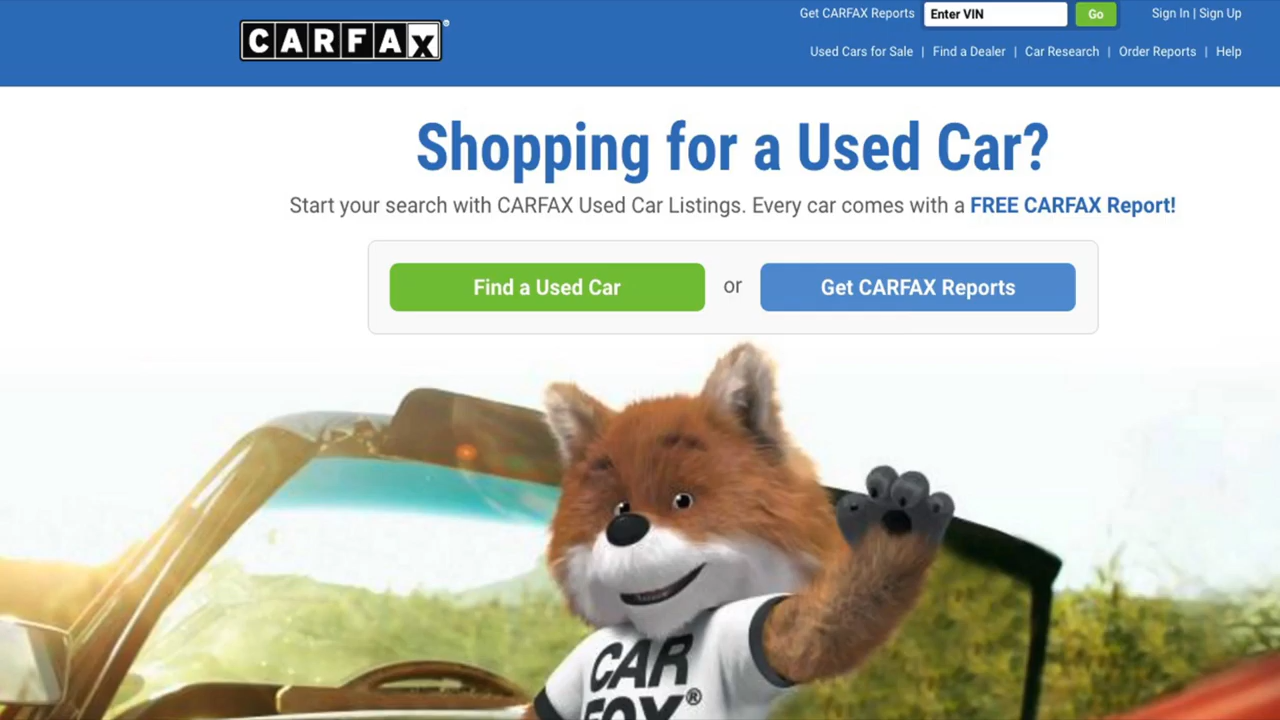 CARFAX®
Get CARFAX Reports Enter VIN Go Sign In | Sign Up
Used Cars for Sale | Find a Dealer | Car Research | Order Reports | Help
Shopping for a Used Car?
Start your search with CARFAX Used Car Listings. Every car comes with a FREE CARFAX Report!
Find a Used Car or Get CARFAX Reports
CAR
FOX®